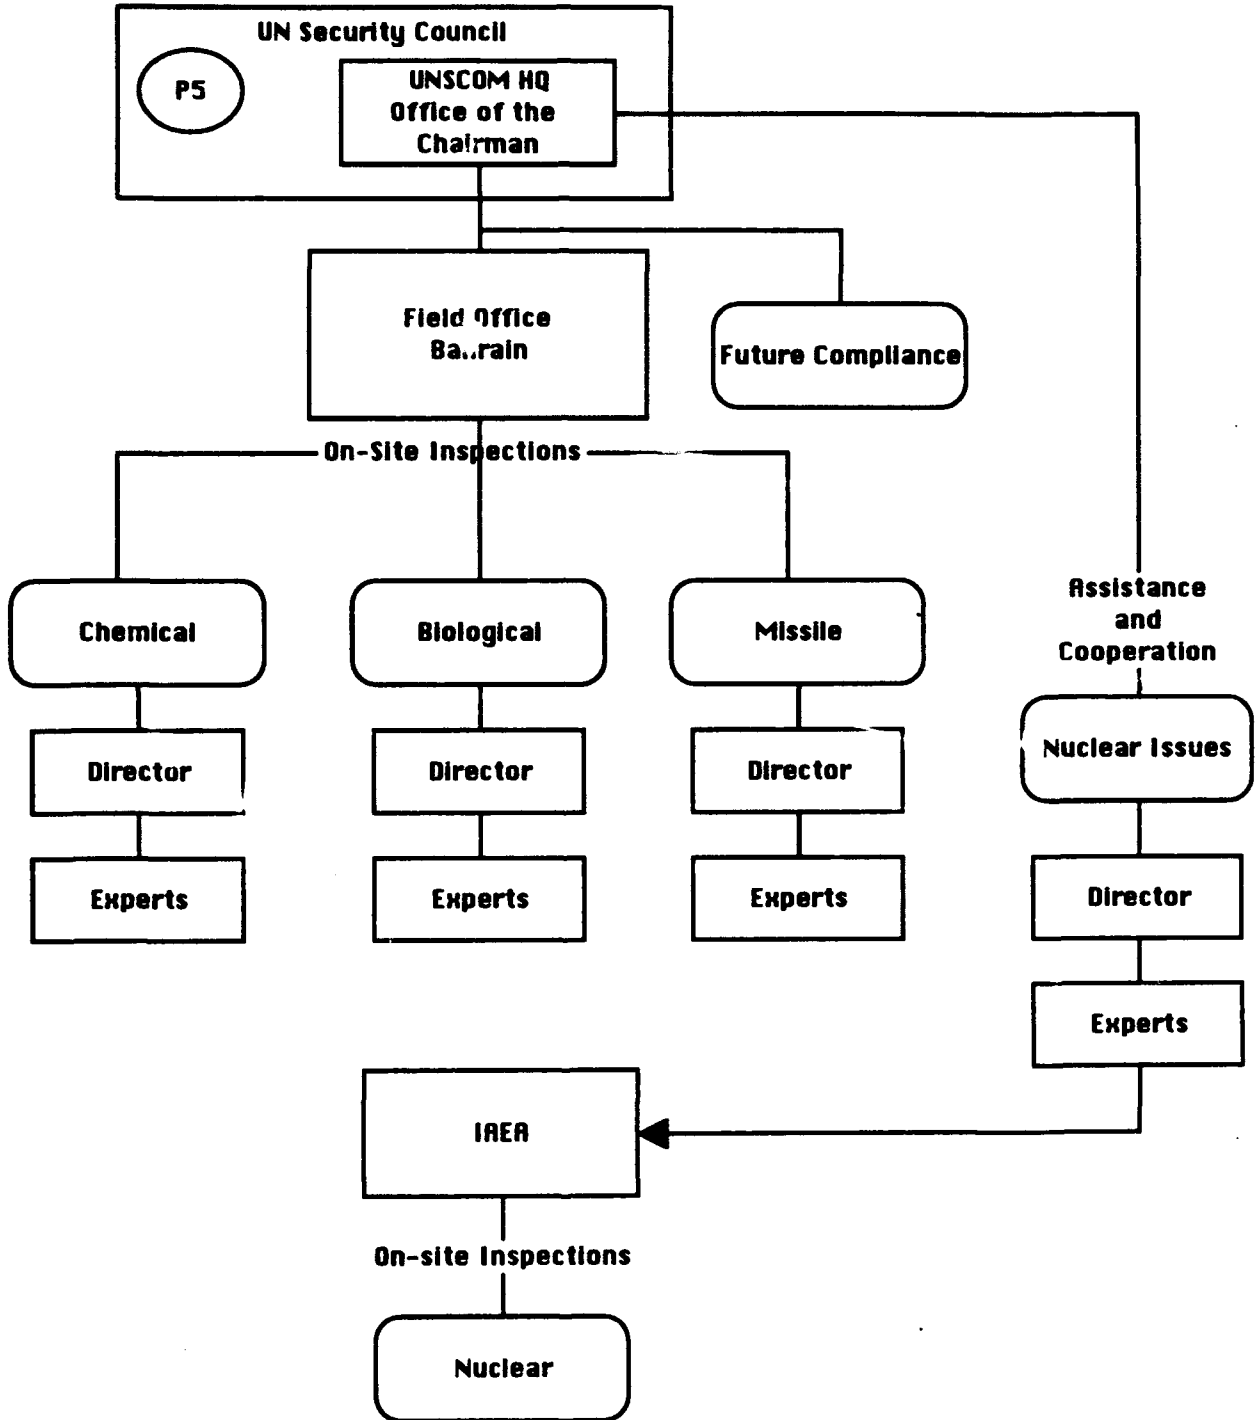 UN Security Council
P5
UNSCOM HQ
Office of the
Chairman
Field Office
Future Compliance
On-Site Inspections
Chemical
Biological
Missile
Assistance
and
Cooperation
Nuclear Issues
Director
Director
Director
Experts
Experts
Experts
Director
Experts
IAEA
On-site Inspections
Nuclear